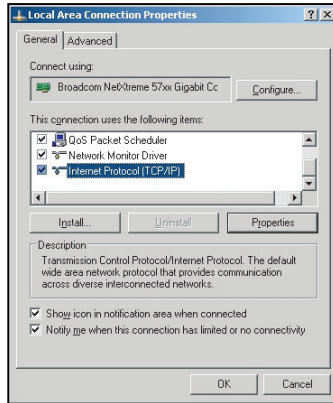 Local Area Connection Properties
General Advanced
Connect using:
Broadcom NetXtreme 57xx Gigabit Cc Configure...
This connection uses the following items:
QoS Packet Scheduler
Network Monitor Driver
Internet Protocol (TCP/IP)
Install... Uninstall Properties
Description
Transmission Control Protocol/Internet Protocol. The default
wide area network protocol that provides communication
across diverse interconnected networks.
Show icon in notification area when connected
Notify me when this connection has limited or no connectivity
OK Cancel